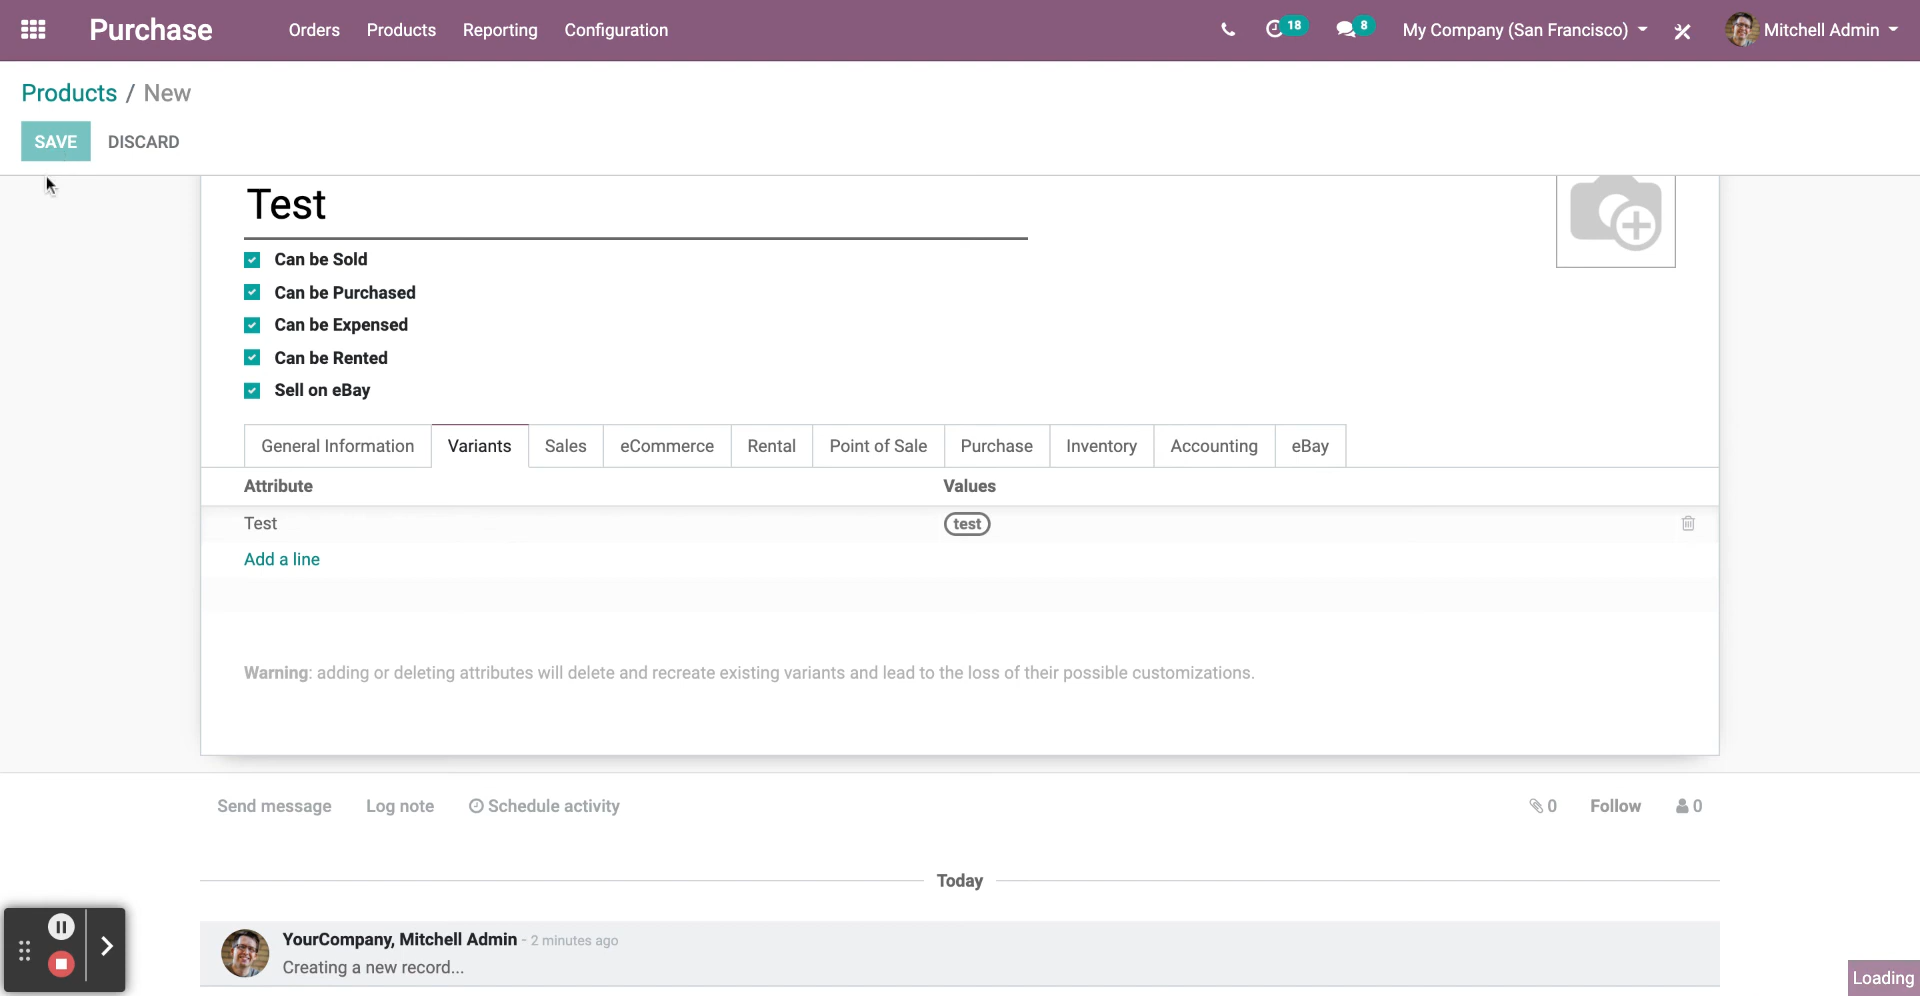 Purchase Orders Products Reporting Configuration 18 8 My Company (San Francisco) Mitchell Admin
Products / New
SAVE DISCARD
Test
Can be Sold
Can be Purchased
Can be Expensed
Can be Rented
Sell on eBay
General Information Variants Sales eCommerce Rental Point of Sale Purchase Inventory Accounting eBay
Attribute Values
Test test
Add a line
Warning: adding or deleting attributes will delete and recreate existing variants and lead to the loss of their possible customizations.
Send message Log note Schedule activity 0 Follow 0
Today
YourCompany, Mitchell Admin - 2 minutes ago
Creating a new record...
Loading